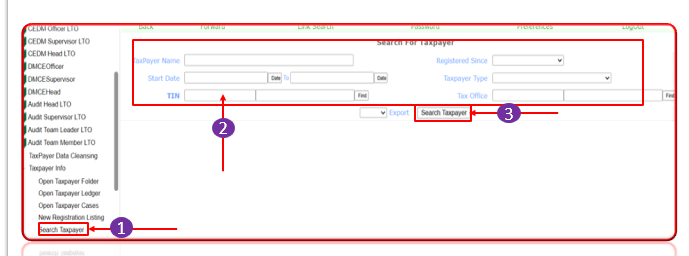 CEDM Officer LTO
Back Forward Link Search Password Preferences Logout
CEDM Supervisor LTO
Search For Taxpayer
CEDM Head LTO
TaxPayer Name Registered Since
DMCEOfficer
DMCESupervisor
Start Date Date To Date Taxpayer Type
DMCEHead
TIN Find Tax Office Find
Audit Head LTO
Export Search Taxpayer 3
Audit Supervisor LTO
Audit Team Leader LTO
2
Audit Team Member LTO
TaxPayer Data Cleansing
Taxpayer Info
Open Taxpayer Folder
Open Taxpayer Ledger
Open Taxpayer Cases
New Registration Listing
Search Taxpayer 1